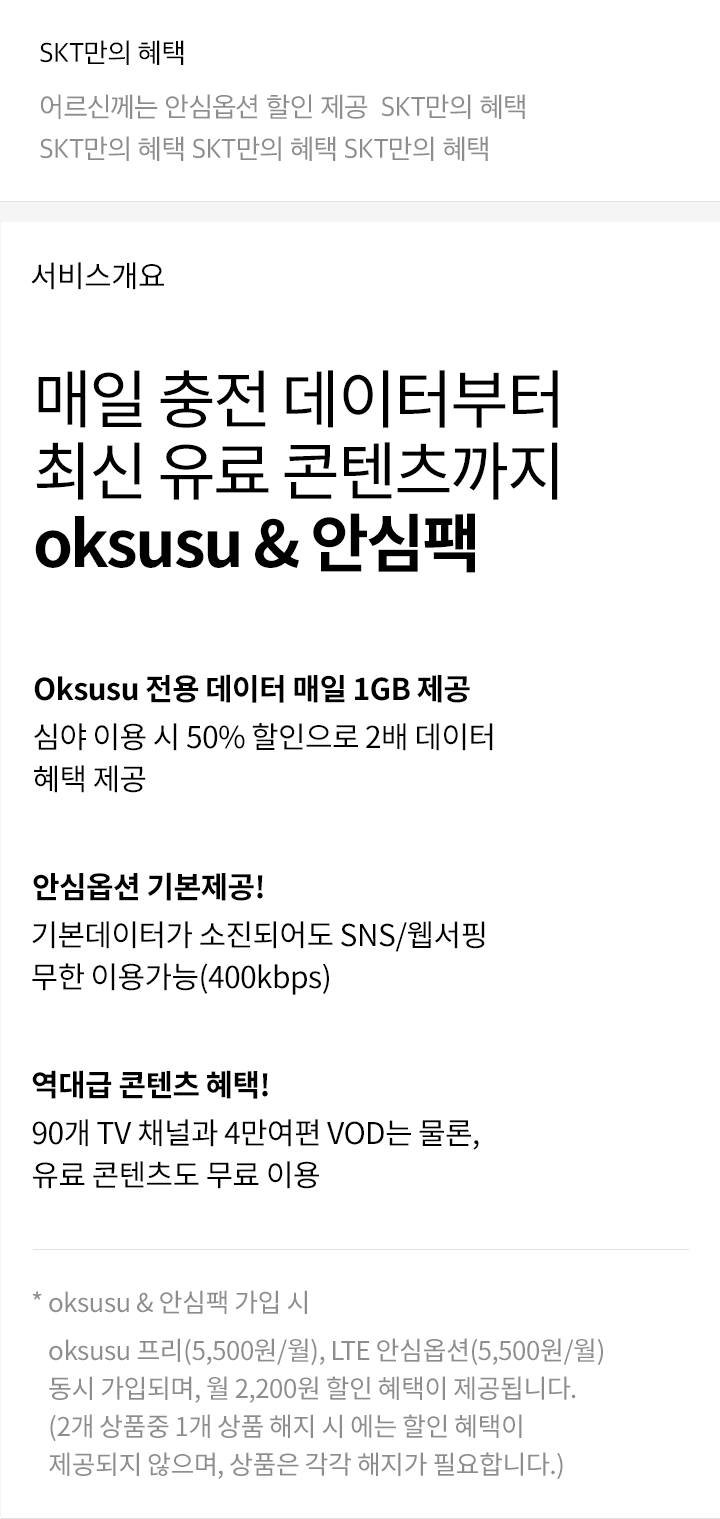 SKT만의 혜택
어르신께는 안심옵션 할인 제공  SKT만의 혜택
SKT만의 혜택 SKT만의 혜택 SKT만의 혜택
서비스개요
매일 충전 데이터부터
최신 유료 콘텐츠까지
oksusu & 안심팩
Oksusu 전용 데이터 매일 1GB 제공
심야 이용 시 50% 할인으로 2배 데이터
혜택 제공
안심옵션 기본제공!
기본데이터가 소진되어도 SNS/웹서핑
무한 이용가능(400kbps)
역대급 콘텐츠 혜택!
90개 TV 채널과 4만여편 VOD는 물론,
유료 콘텐츠도 무료 이용
* oksusu & 안심팩 가입 시
oksusu 프리(5,500원/월), LTE 안심옵션(5,500원/월)
동시 가입되며, 월 2,200원 할인 혜택이 제공됩니다.
(2개 상품중 1개 상품 해지 시 에는 할인 혜택이
제공되지 않으며, 상품은 각각 해지가 필요합니다.)